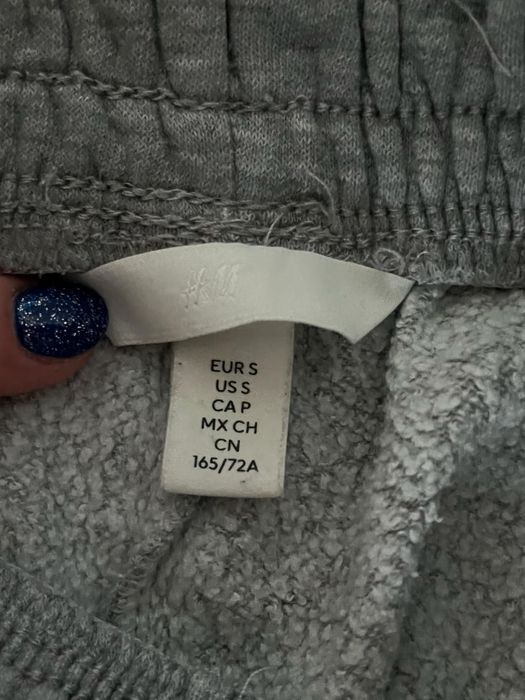 H&M
EUR S
US S
CA P
MX CH
CN
165/72A